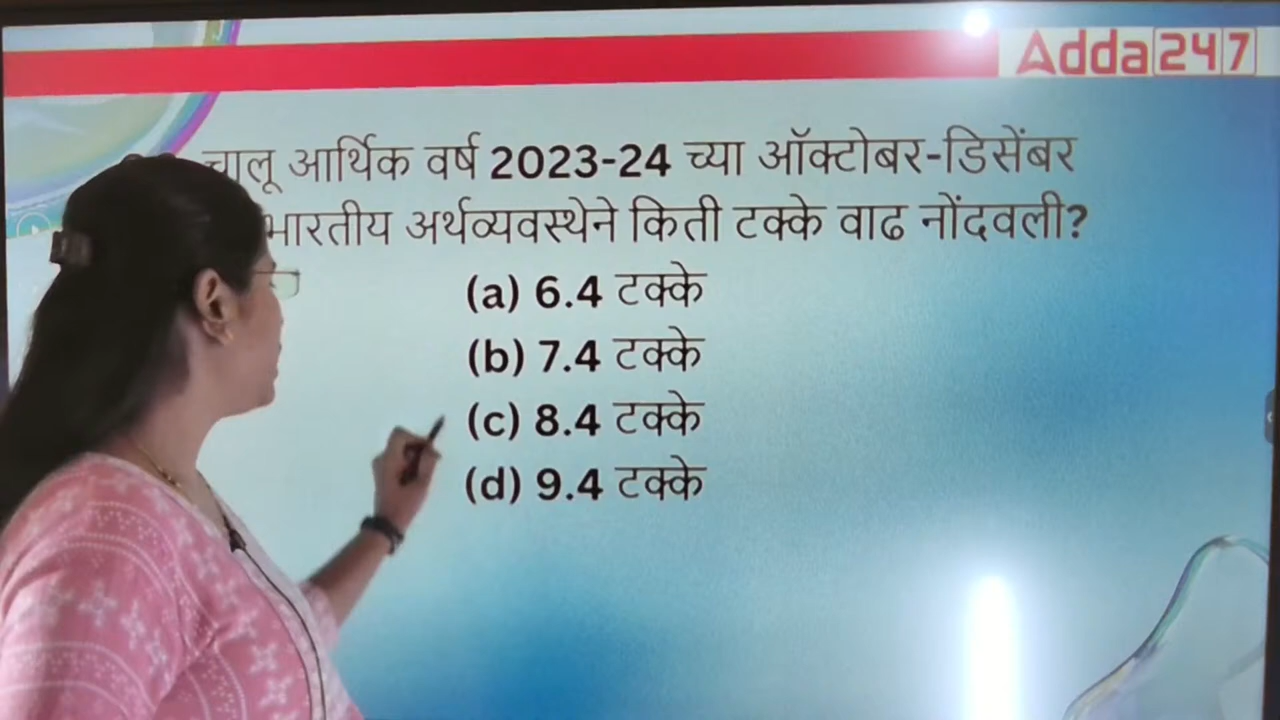 Adda247
चालू आर्थिक वर्ष 2023-24 च्या ऑक्टोबर-डिसेंबर
भारतीय अर्थव्यवस्थेने किती टक्के वाढ नोंदवली?
(a) 6.4 टक्के
(b) 7.4 टक्के
(c) 8.4 टक्के
(d) 9.4 टक्के